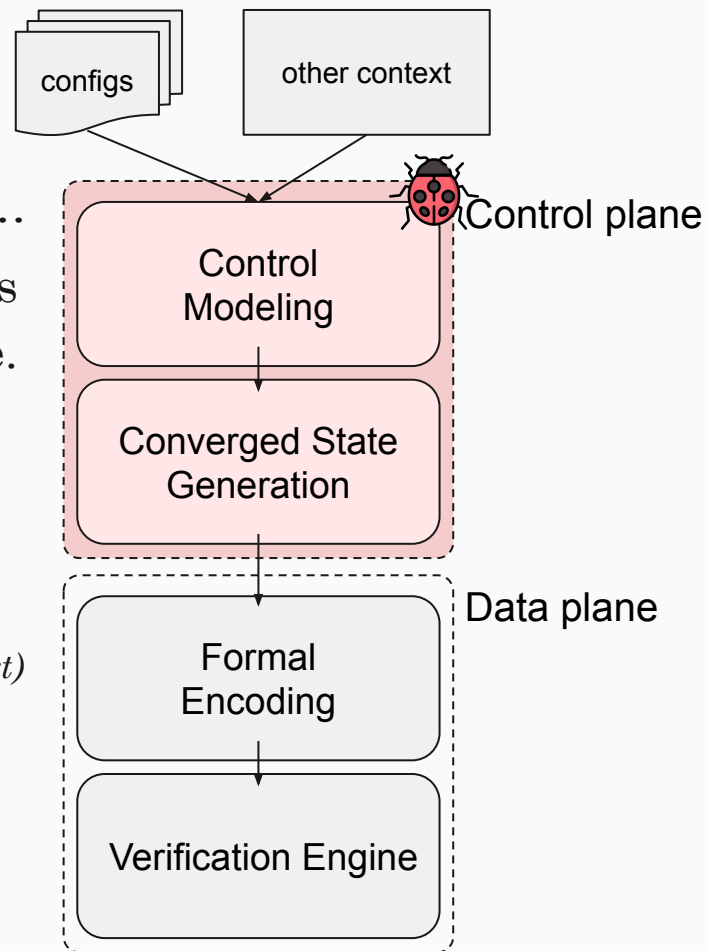 configs
other context
Control plane
Control
Modeling
Converged State
Generation
Data plane
Formal
Encoding
Verification Engine